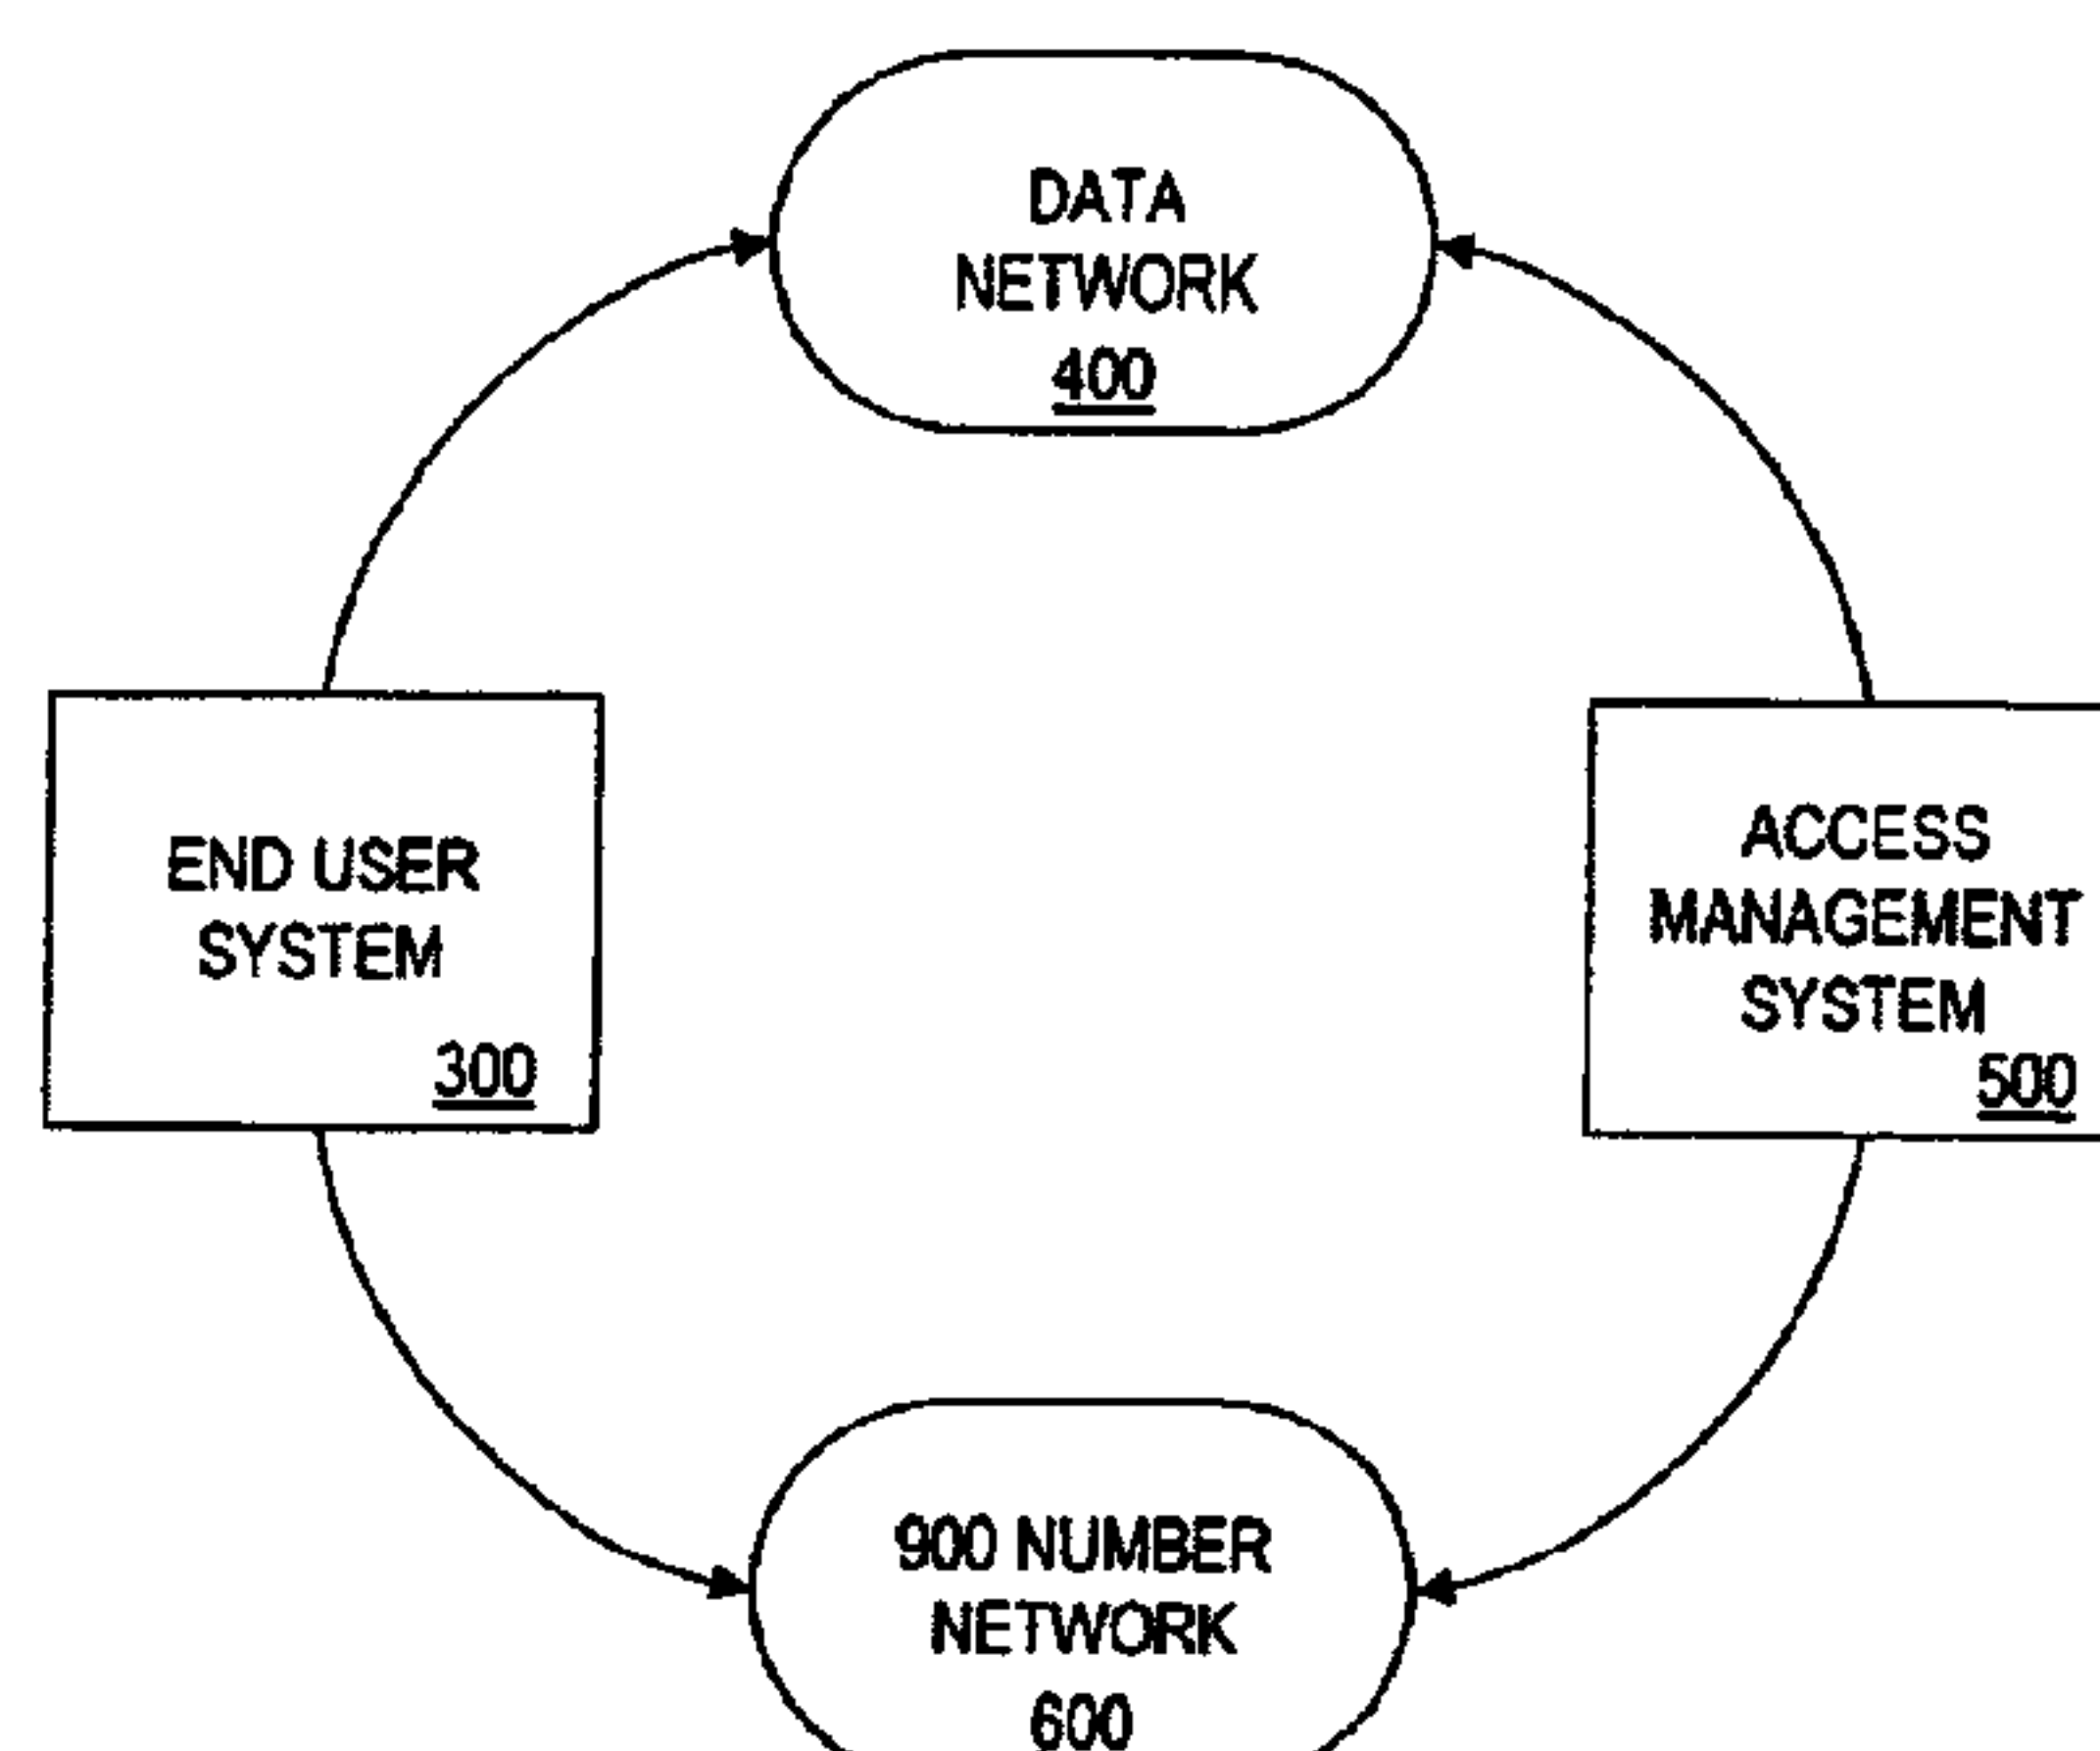 DATA
NETWORK
400
END USER
SYSTEM
300
ACCESS
MANAGEMENT
SYSTEM
500
900 NUMBER
NETWORK
600